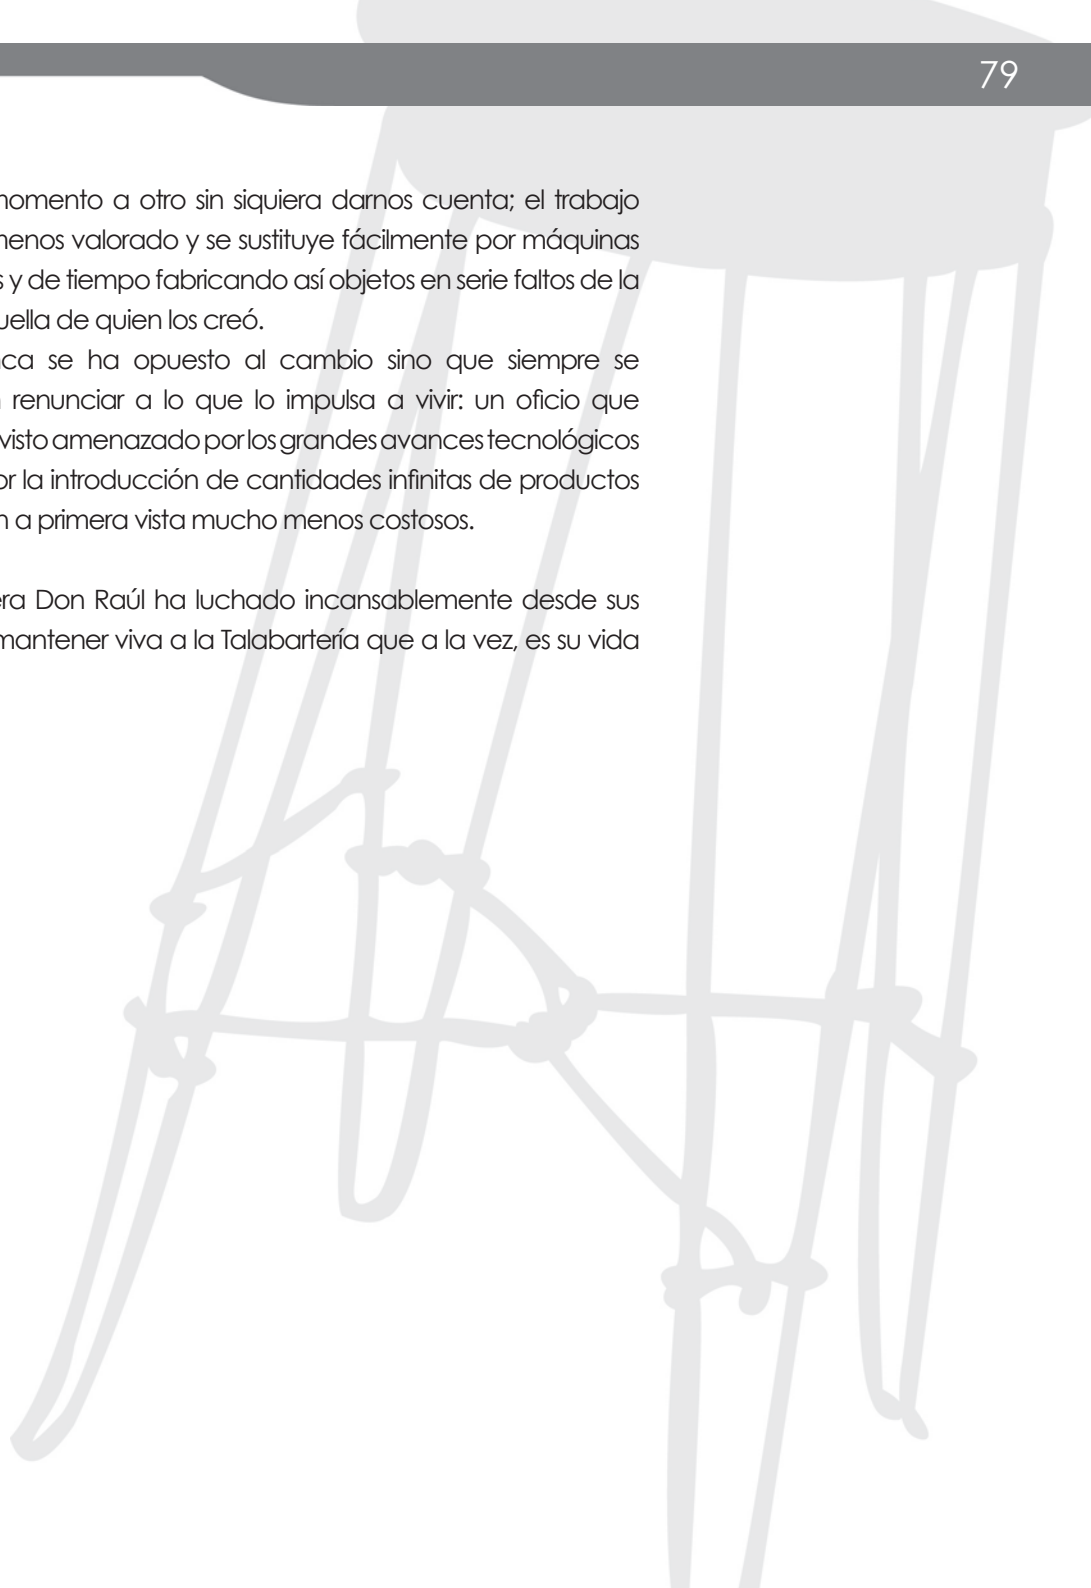 79
momento a otro sin siquiera darnos cuenta; el trabajo
menos valorado y se sustituye fácilmente por máquinas
y de tiempo fabricando así objetos en serie faltos de la
de quien los creó.
se ha opuesto al cambio sino que siempre se
renunciar a lo que lo impulsa a vivir: un oficio que
visto amenazado por los grandes avances tecnológicos
la introducción de cantidades infinitas de productos
a primera vista mucho menos costosos.
Don Raúl ha luchado incansablemente desde sus
mantener viva a la Talabartería que a la vez, es su vida